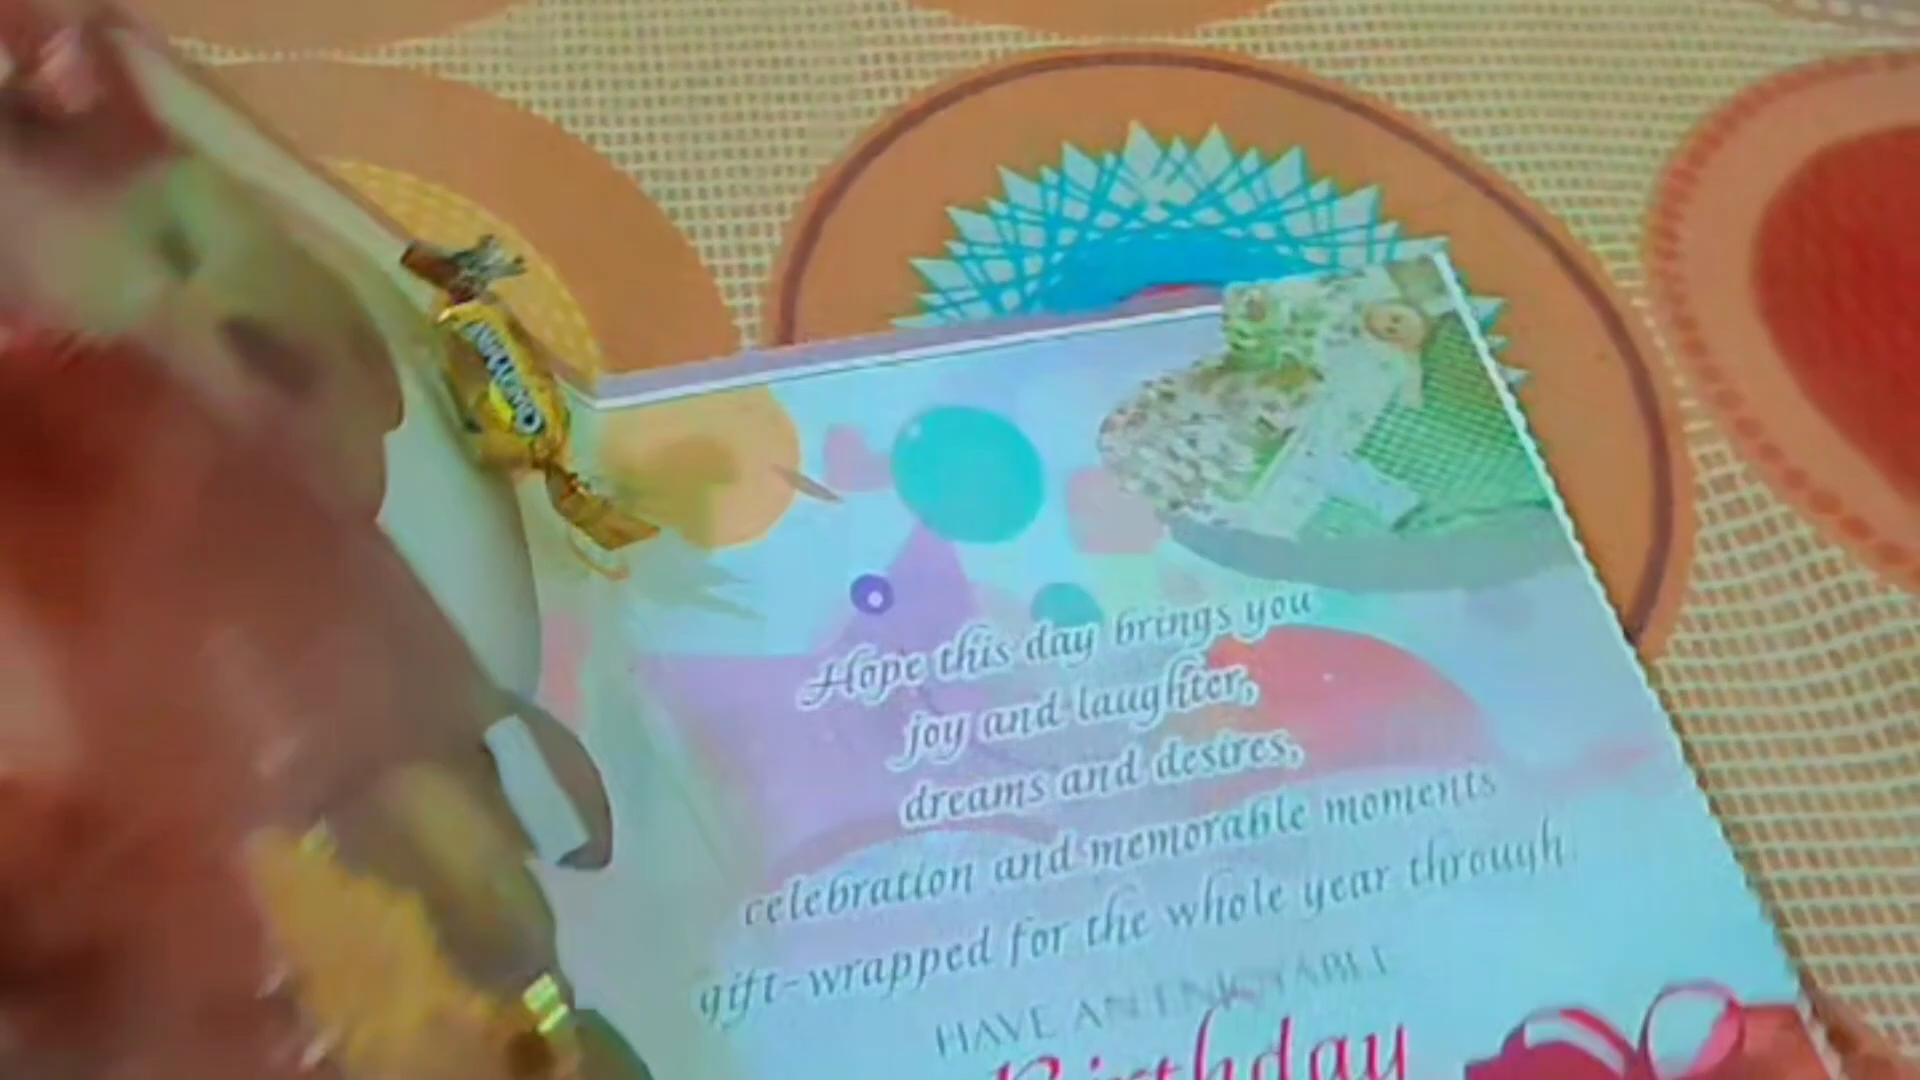 Hope this day brings you
joy and laughter,
dreams and desires,
celebration and memorable moments
gift-wrapped for the whole year through.
HAVE AN ENJOYABLE
Birthday